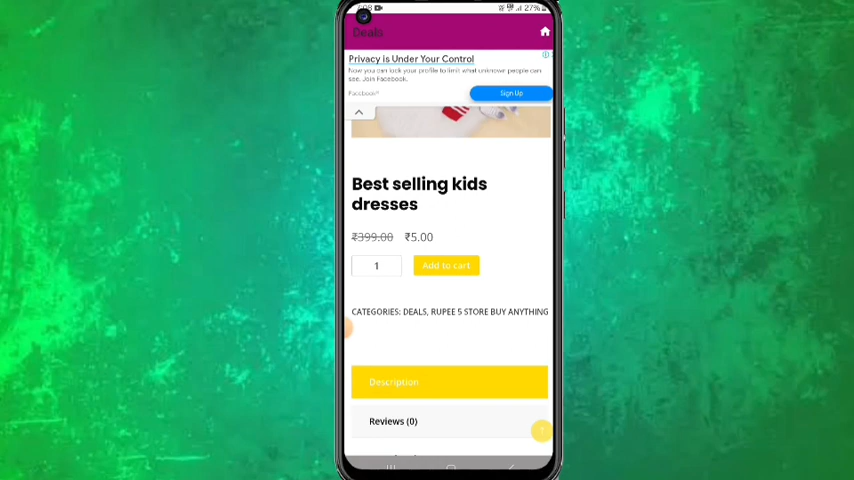 27%
Deals
Privacy is Under Your Control
Now you can lock your profile to limit what unknown people can
see. Join Facebook.
Facebook®
Sign Up
Best selling kids
dresses
₹399.00 ₹5.00
1
Add to cart
CATEGORIES: DEALS, RUPEE 5 STORE BUY ANYTHING
Description
Reviews (0)